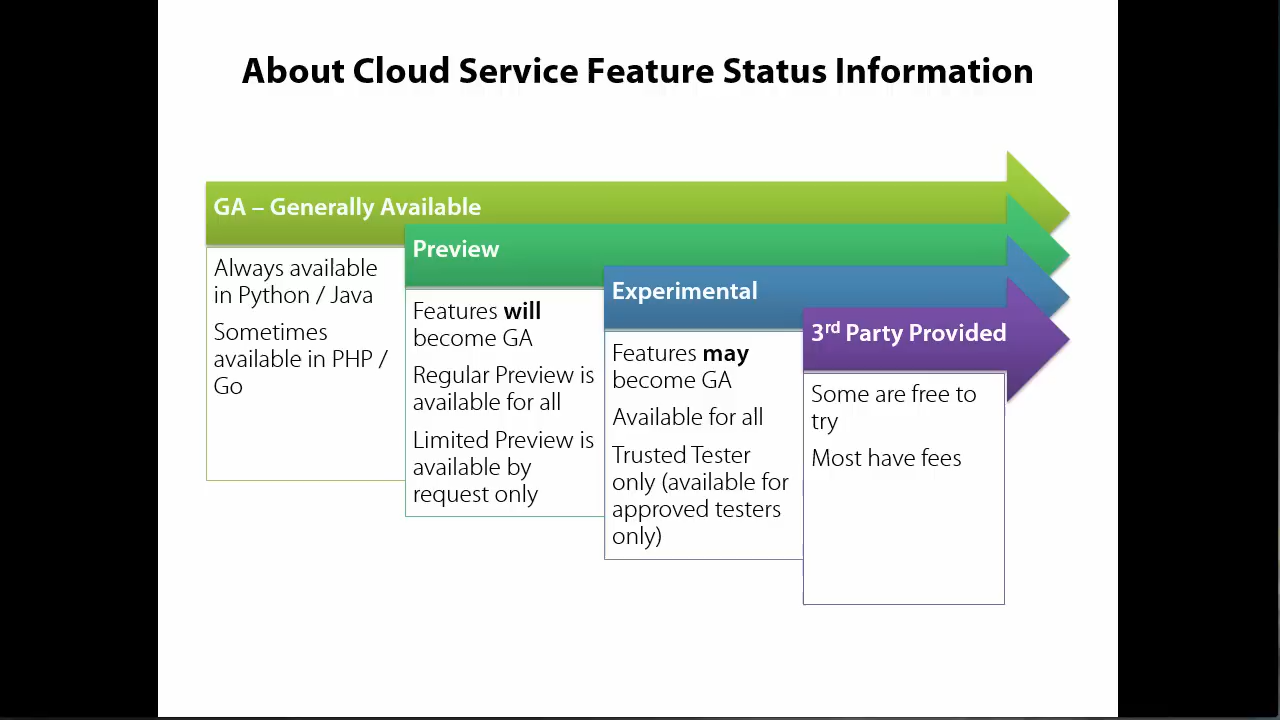 About Cloud Service Feature Status Information
GA – Generally Available
Always available
in Python / Java
Sometimes
available in PHP /
Go
Preview
Features will
become GA
Regular Preview is
available for all
Limited Preview is
available by
request only
Experimental
Features may
become GA
Available for all
Trusted Tester
only (available for
approved testers
only)
3rd Party Provided
Some are free to
try
Most have fees